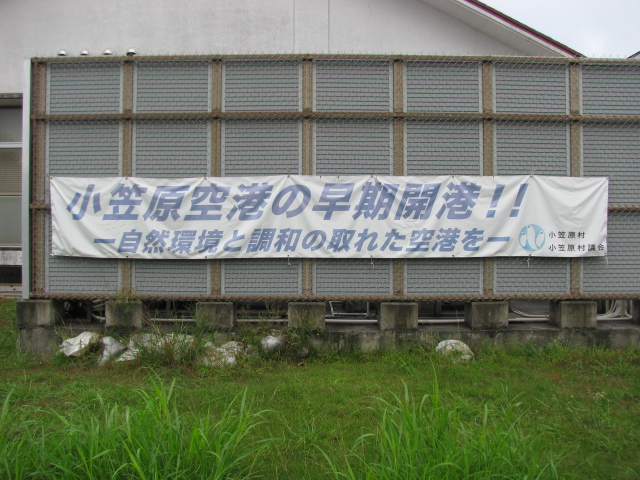 小笠原空港の早期開港!!
ー自然環境と調和の取れた空港をー
小笠原村
小笠原村議会